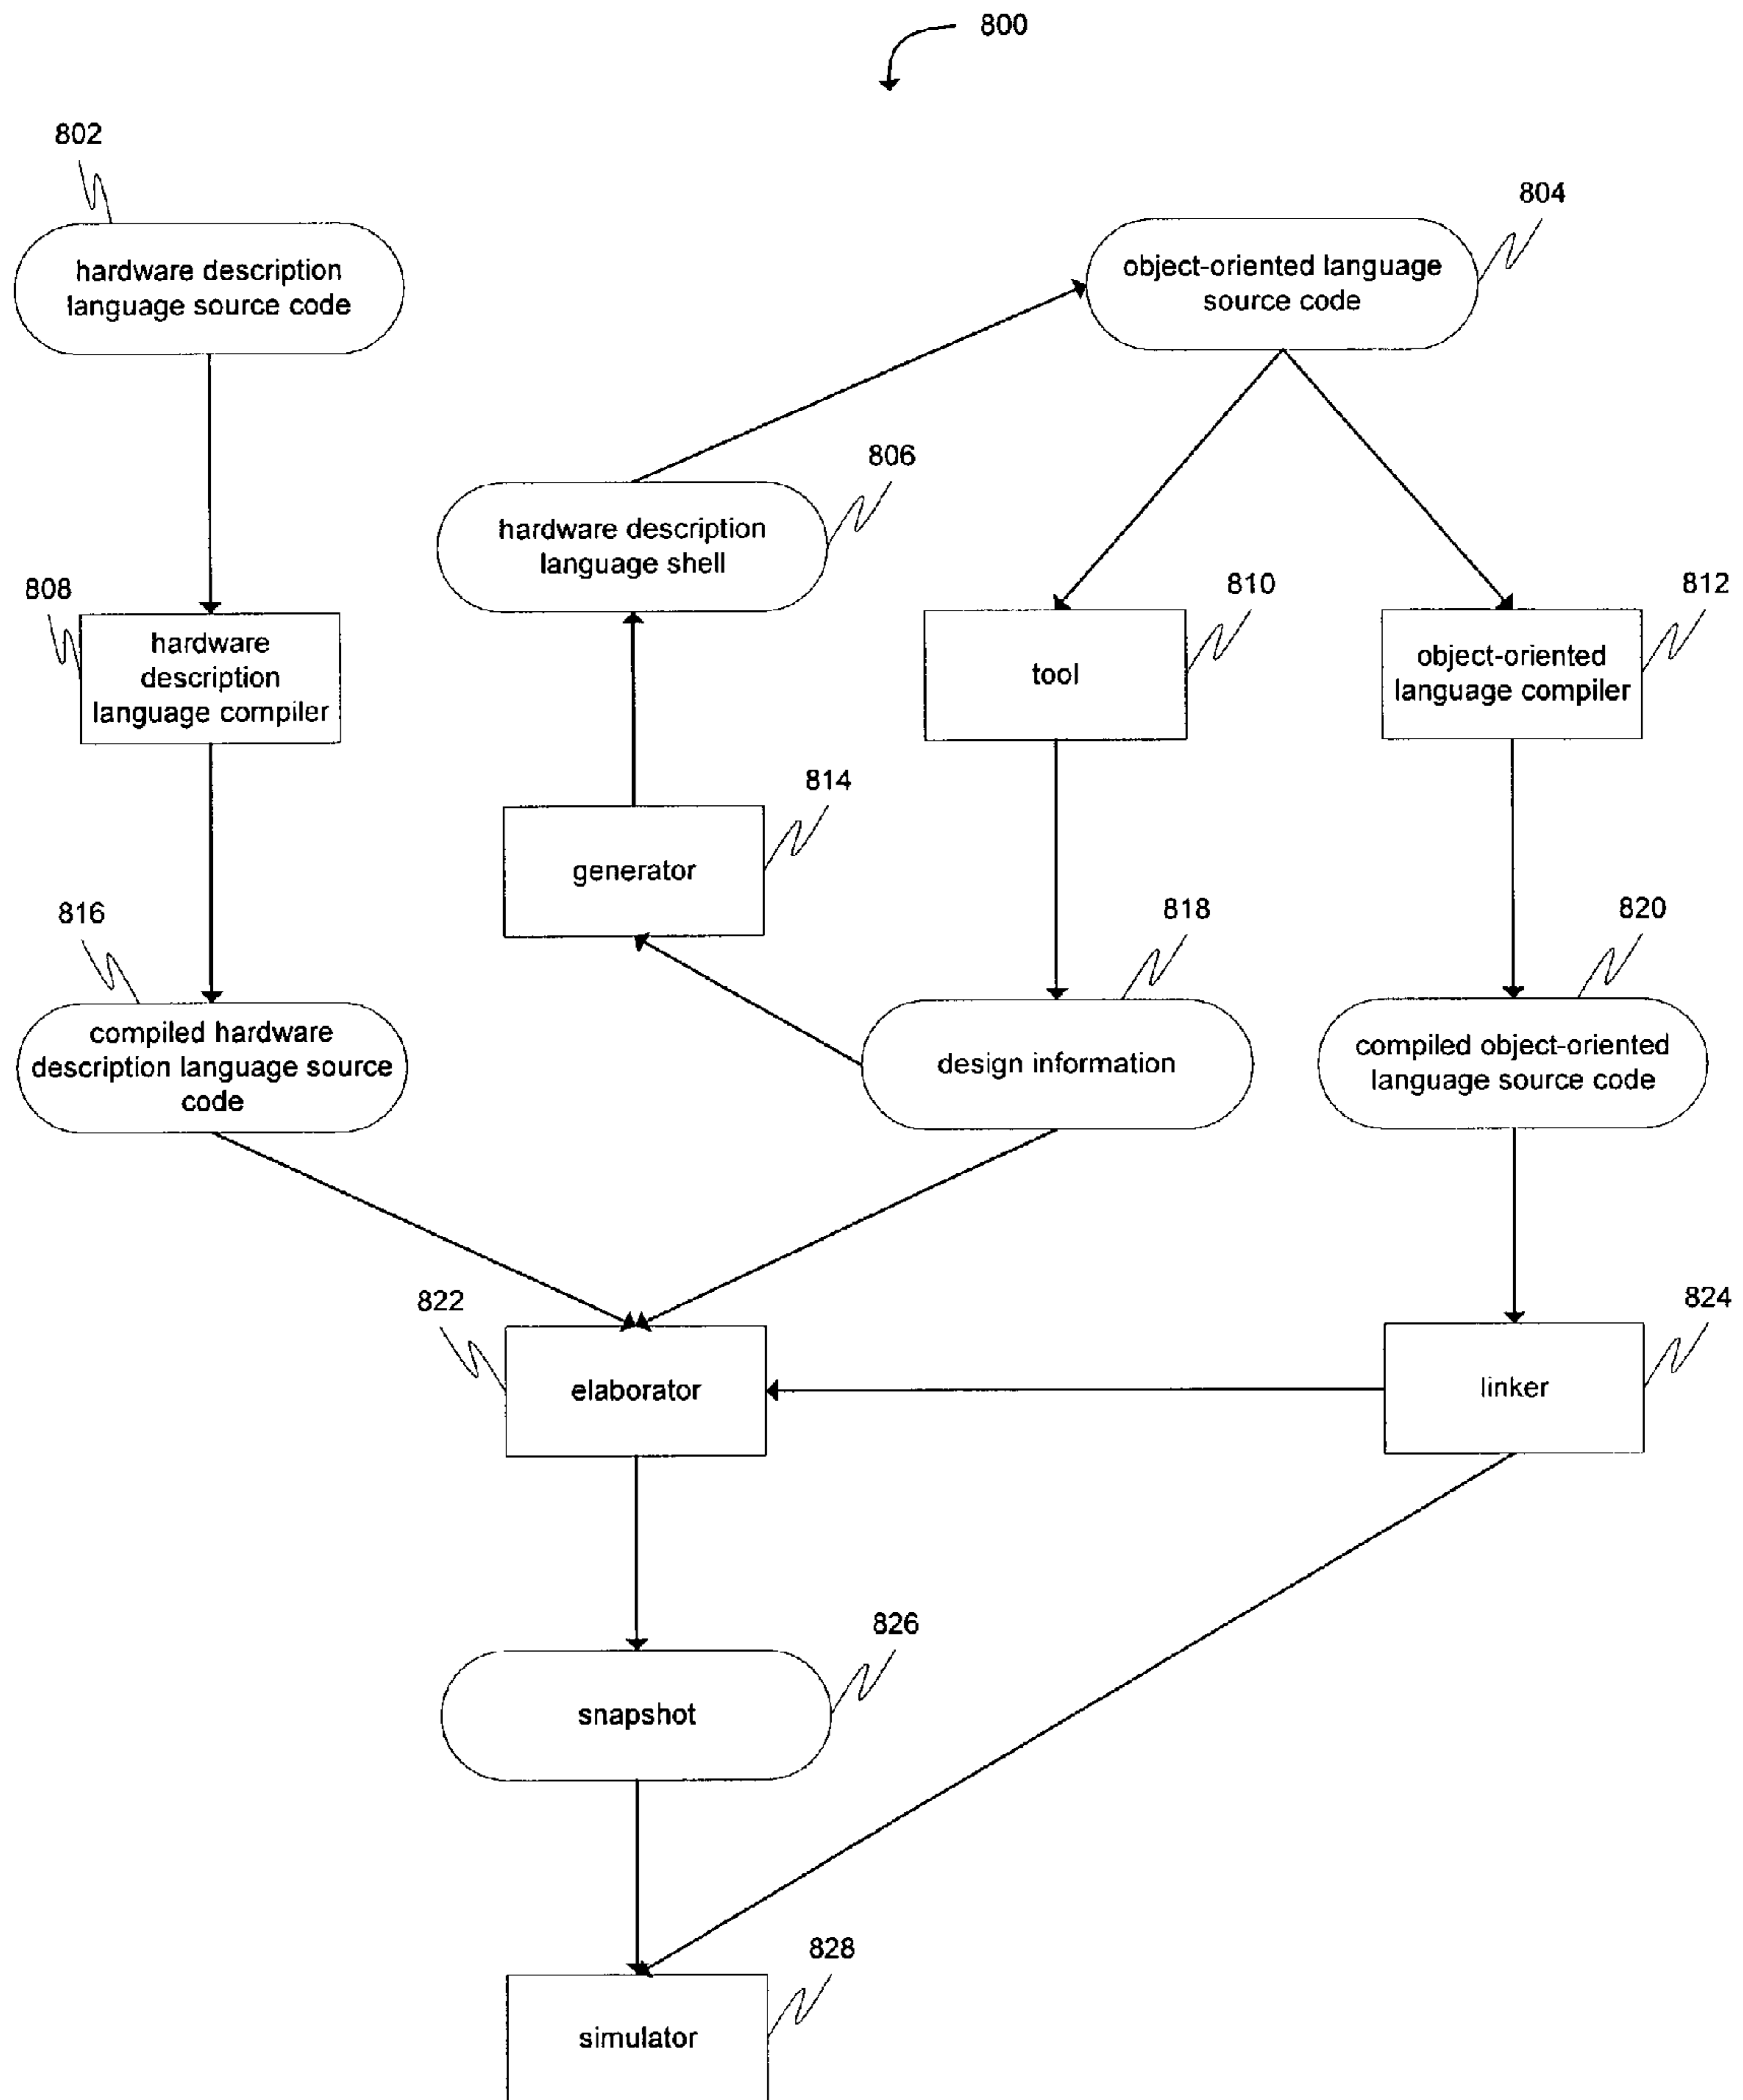 800
802
hardware description
language source code
804
object-oriented language
source code
806
hardware description
language shell
808
hardware
description
language compiler
810
tool
812
object-oriented
language compiler
814
generator
816
compiled hardware
description language source
code
818
design information
820
compiled object-oriented
language source code
822
elaborator
824
linker
826
snapshot
828
simulator